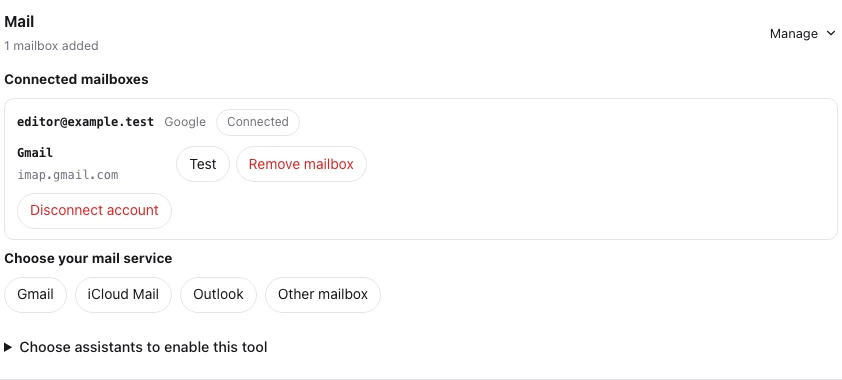 Mail
1 mailbox added
Manage
Connected mailboxes
editor@example.test Google Connected
Gmail
imap.gmail.com
Test Remove mailbox
Disconnect account
Choose your mail service
Gmail iCloud Mail Outlook Other mailbox
Choose assistants to enable this tool